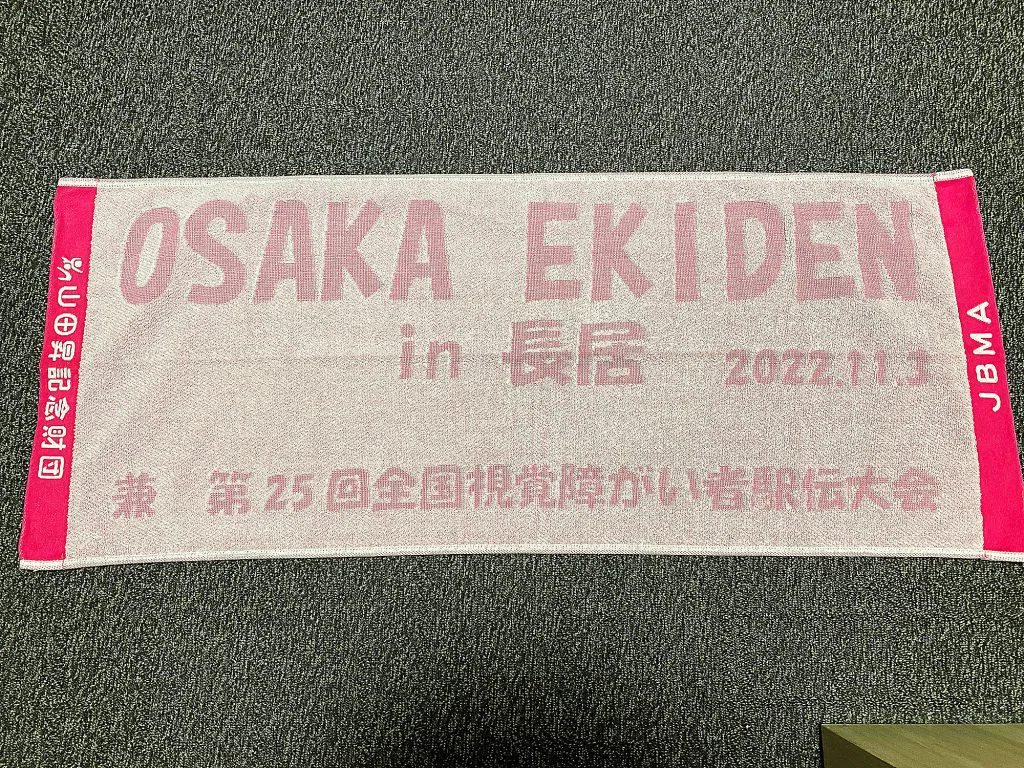 OSAKA EKIDEN
in 長居 2022.11.3
兼 第25回全国視覚障がい者駅伝大会
山田昇記念財団
JBMA